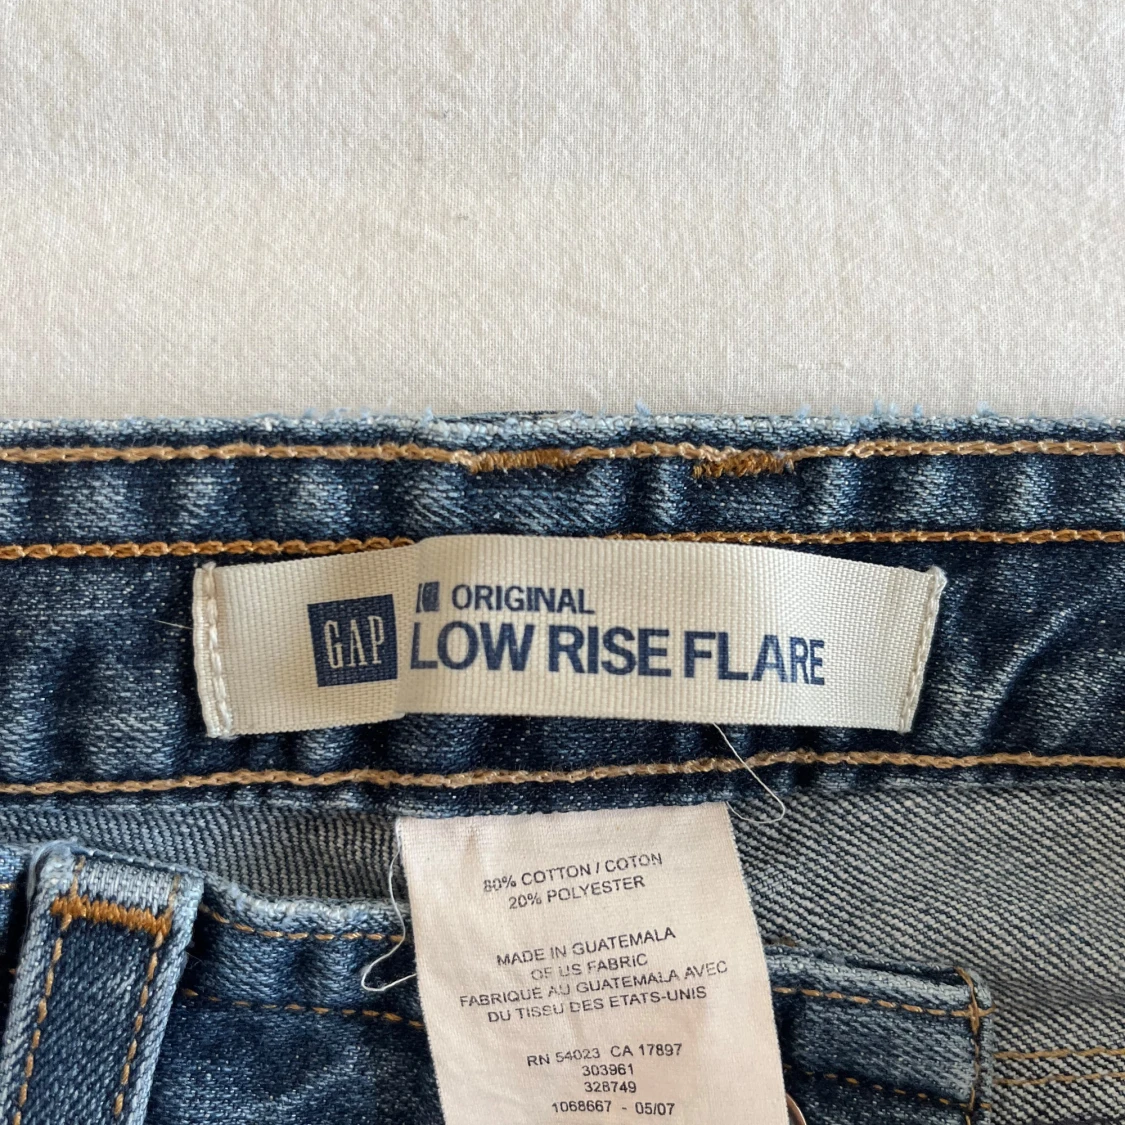 GAP
ORIGINAL
LOW RISE FLARE
80% COTTON / COTON
20% POLYESTER
MADE IN GUATEMALA
OF US FABRIC
FABRIQUE AU GUATEMALA AVEC
DU TISSU DES ETATS-UNIS
RN 54023 CA 17897
303961
328749
1068667 - 05/07